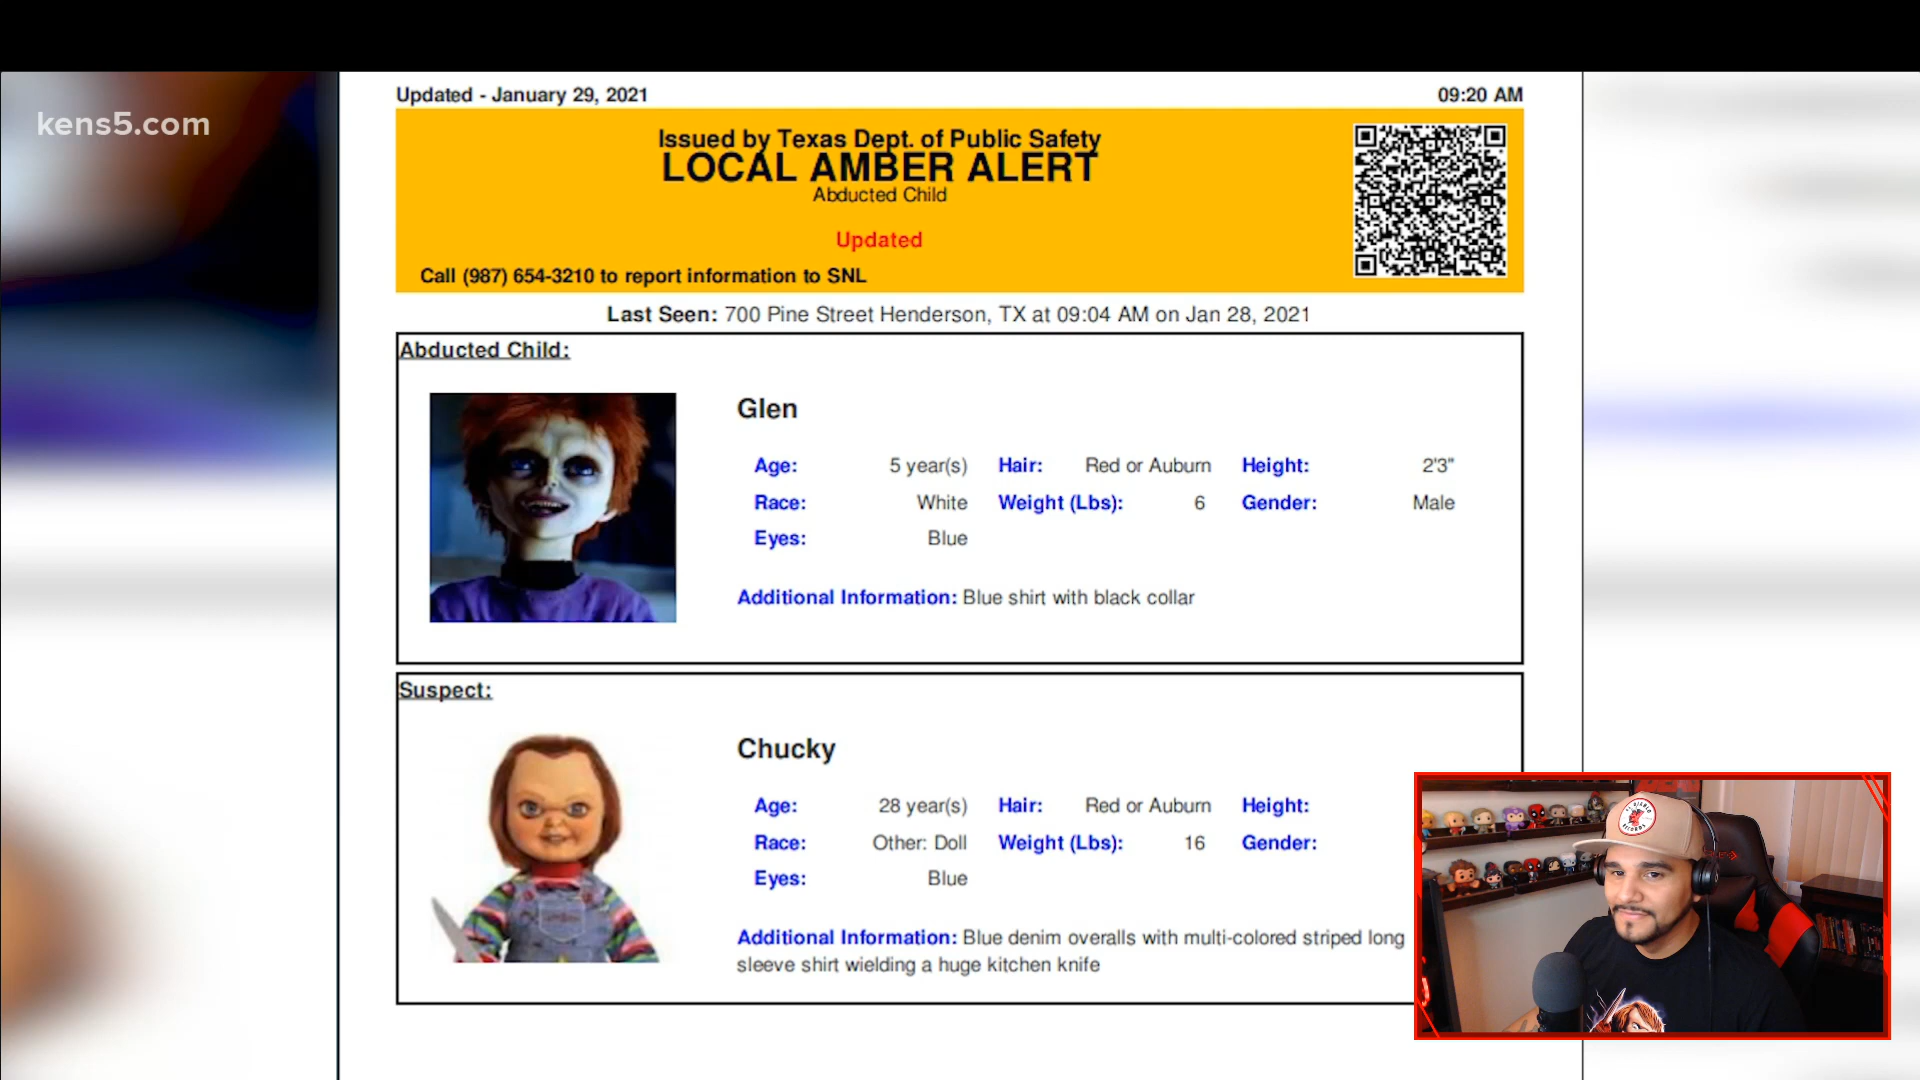 kens5.com
Updated - January 29, 2021 09:20 AM
Issued by Texas Dept. of Public Safety
LOCAL AMBER ALERT
Abducted Child
Updated
Call (987) 654-3210 to report information to SNL
Last Seen: 700 Pine Street Henderson, TX at 09:04 AM on Jan 28, 2021
Abducted Child:
Glen
Age: 5 year(s) Hair: Red or Auburn Height: 2'3"
Race: White Weight (Lbs): 6 Gender: Male
Eyes: Blue
Additional Information: Blue shirt with black collar
Suspect:
Chucky
Age: 28 year(s) Hair: Red or Auburn Height:
Race: Other: Doll Weight (Lbs): 16 Gender:
Eyes: Blue
Additional Information: Blue denim overalls with multi-colored striped long
sleeve shirt wielding a huge kitchen knife